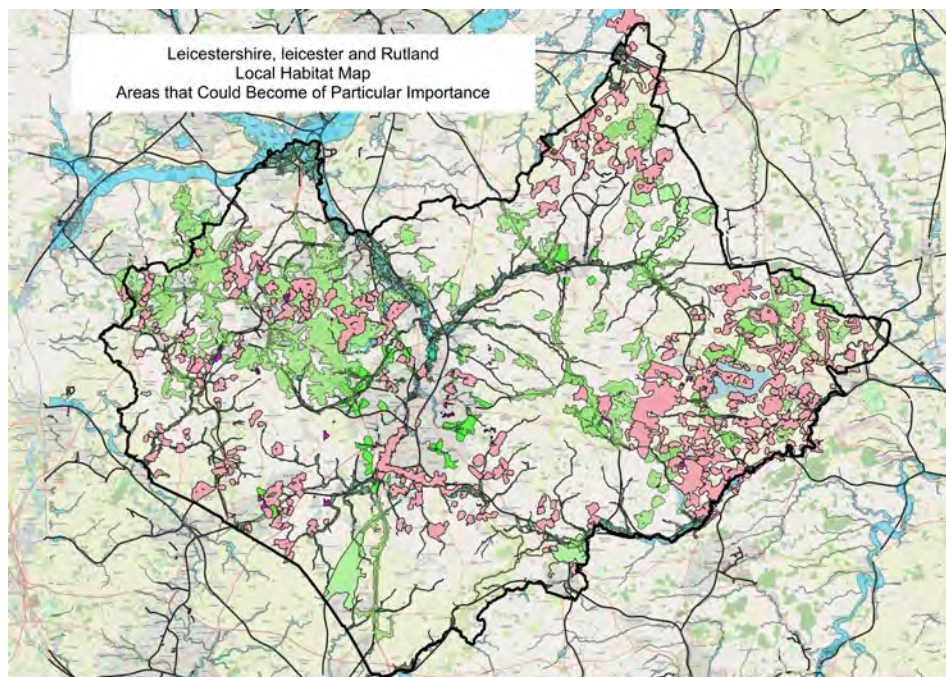 Leicestershire, leicester and Rutland
Local Habitat Map
Areas that Could Become of Particular Importance